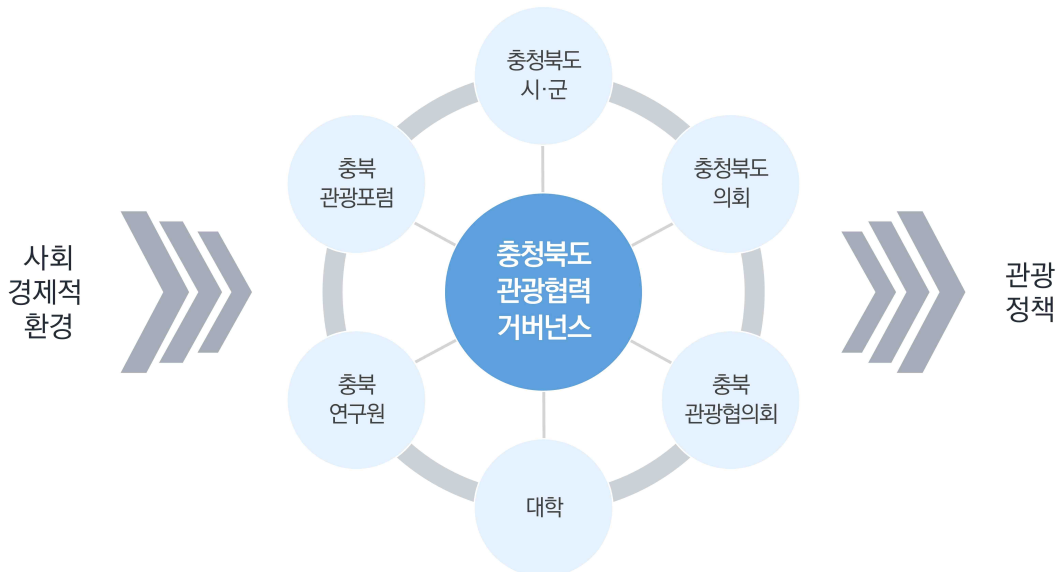 충청북도
시·군
충북
관광포럼
충청북도
의회
사회
경제적
환경
충청북도
관광협력
거버넌스
관광
정책
충북
연구원
충북
관광협의회
대학